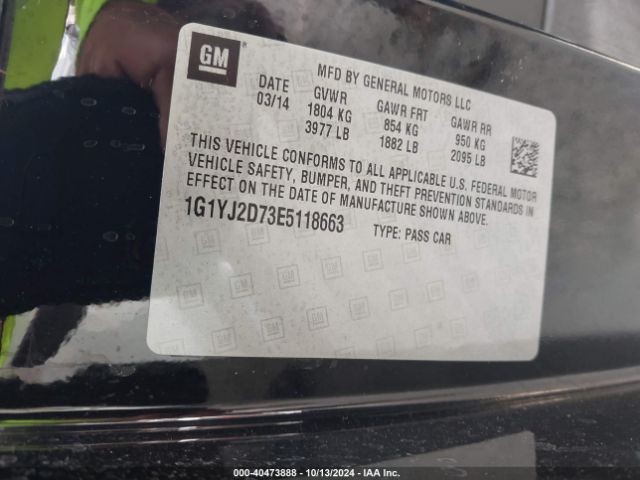 GM
MFD BY GENERAL MOTORS LLC
DATE GVWR GAWR FRT GAWR RR
03/14 1804 KG 854 KG 950 KG
3977 LB 1882 LB 2095 LB
THIS VEHICLE CONFORMS TO ALL APPLICABLE U.S. FEDERAL MOTOR
VEHICLE SAFETY, BUMPER, AND THEFT PREVENTION STANDARDS IN
EFFECT ON THE DATE OF MANUFACTURE SHOWN ABOVE.
1G1YJ2D73E5118663 TYPE: PASS CAR
000-40473888 - 10/13/2024 - IAA Inc.